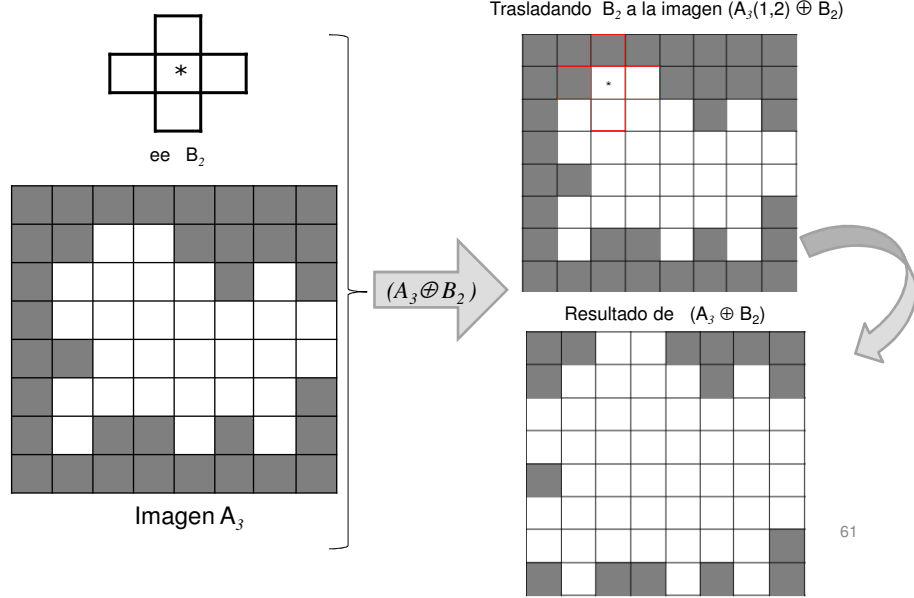 *
ee B₂
Imagen A₃
(A₃⊕B₂)
Trasladando B₂ a la imagen (A₃(1,2) ⊕ B₂)
*
Resultado de (A₃ ⊕ B₂)
61